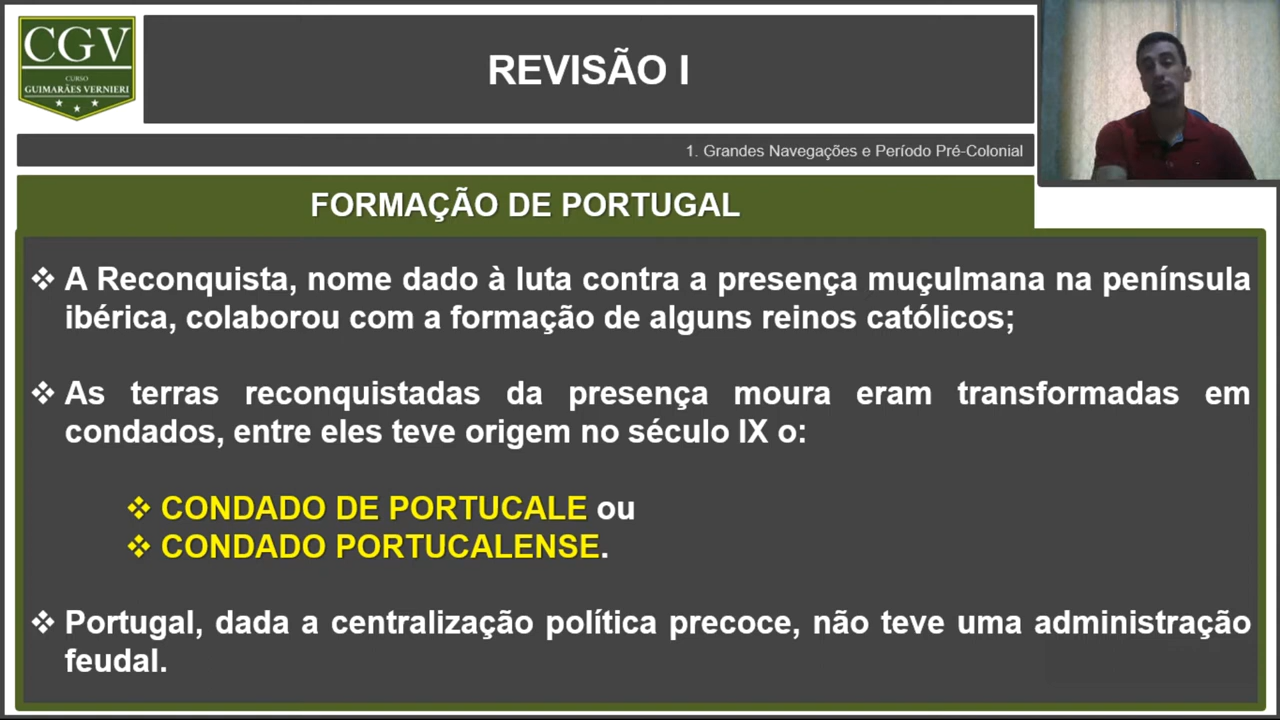 CGV
CURSO
GUIMARÃES VERNIERI
REVISÃO I
1. Grandes Navegações e Período Pré-Colonial
FORMAÇÃO DE PORTUGAL
❖ A Reconquista, nome dado à luta contra a presença muçulmana na península
ibérica, colaborou com a formação de alguns reinos católicos;
❖ As terras reconquistadas da presença moura eram transformadas em
condados, entre eles teve origem no século IX o:
❖ CONDADO DE PORTUCALE ou
❖ CONDADO PORTUCALENSE.
❖ Portugal, dada a centralização política precoce, não teve uma administração
feudal.